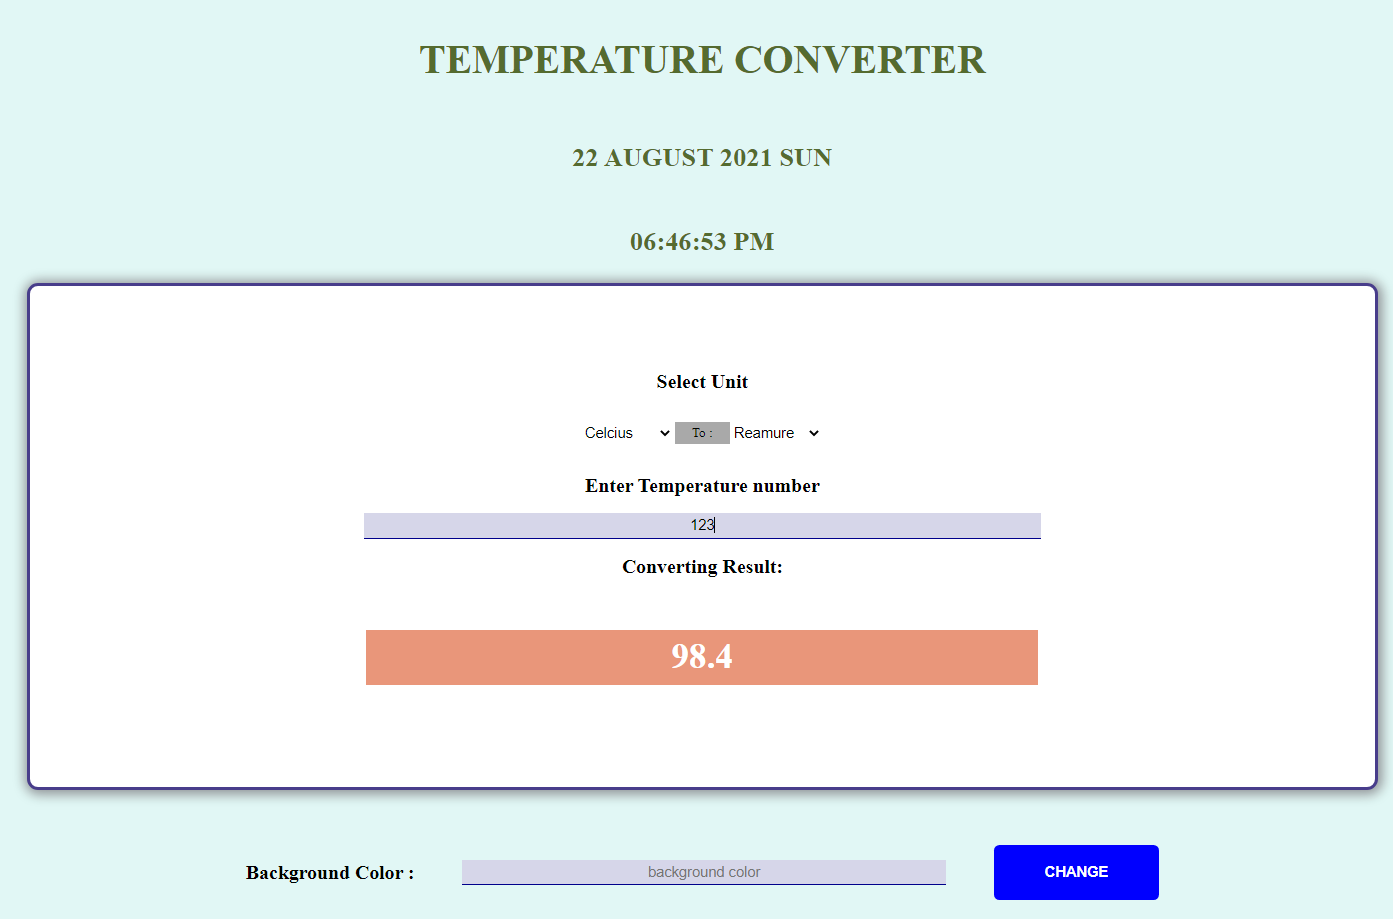 TEMPERATURE CONVERTER
22 AUGUST 2021 SUN
06:46:53 PM
Select Unit
Celcius To : Reamure
Enter Temperature number
123
Converting Result:
98.4
Background Color : background color CHANGE